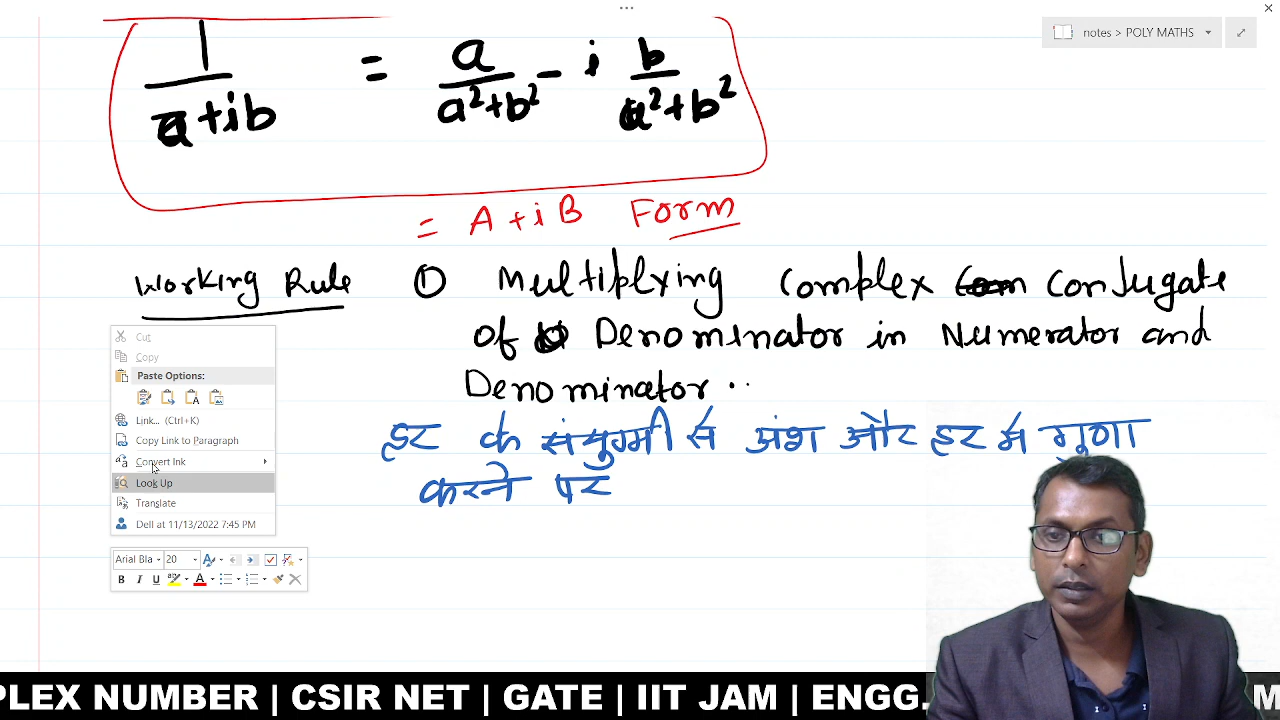 notes > POLY MATHS
1/a+ib = a/a²+b² - i b/a²+b²
= A+iB Form
Working Rule ① Multiplxing Complex Conjugate
of Denominator in Numerator and
Denominator ..
हर के संयुग्मी से अंश और हर में गुणा
करने पर
Cut
Copy
Paste Options:
Link... (Ctrl+K)
Copy Link to Paragraph
Convert Ink
Look Up
Translate
Dell at 11/13/2022 7:45 PM
Arial Bla 20
B I U A
PLEX NUMBER | CSIR NET | GATE | IIT JAM | ENGG. M